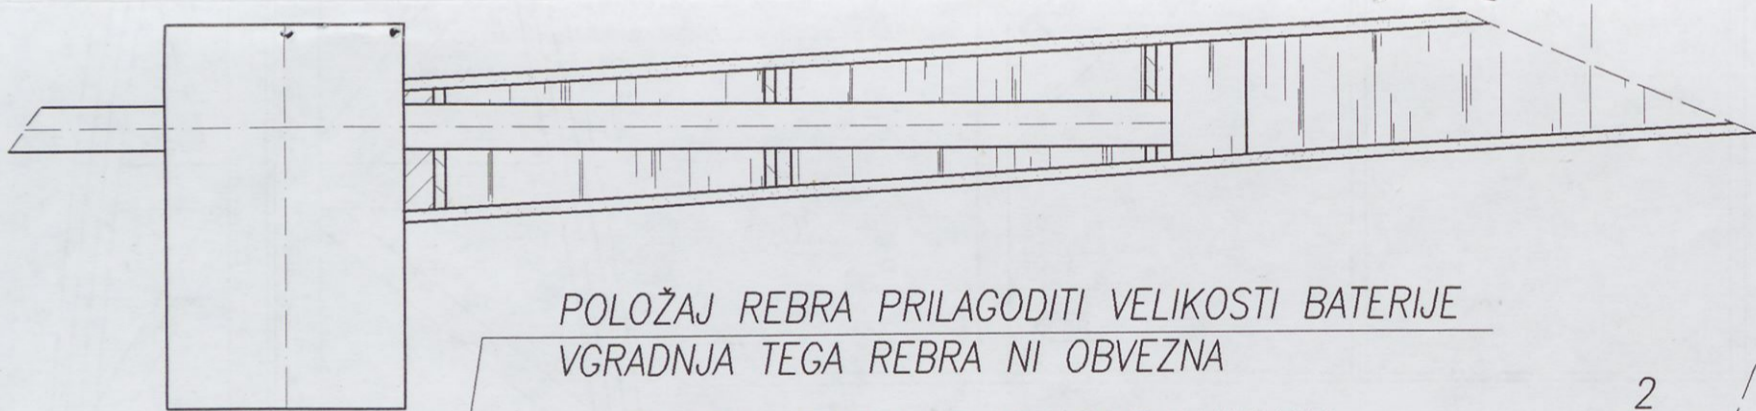 POLOŽAJ REBRA PRILAGODITI VELIKOSTI BATERIJE
VGRADNJA TEGA REBRA NI OBVEZNA
2